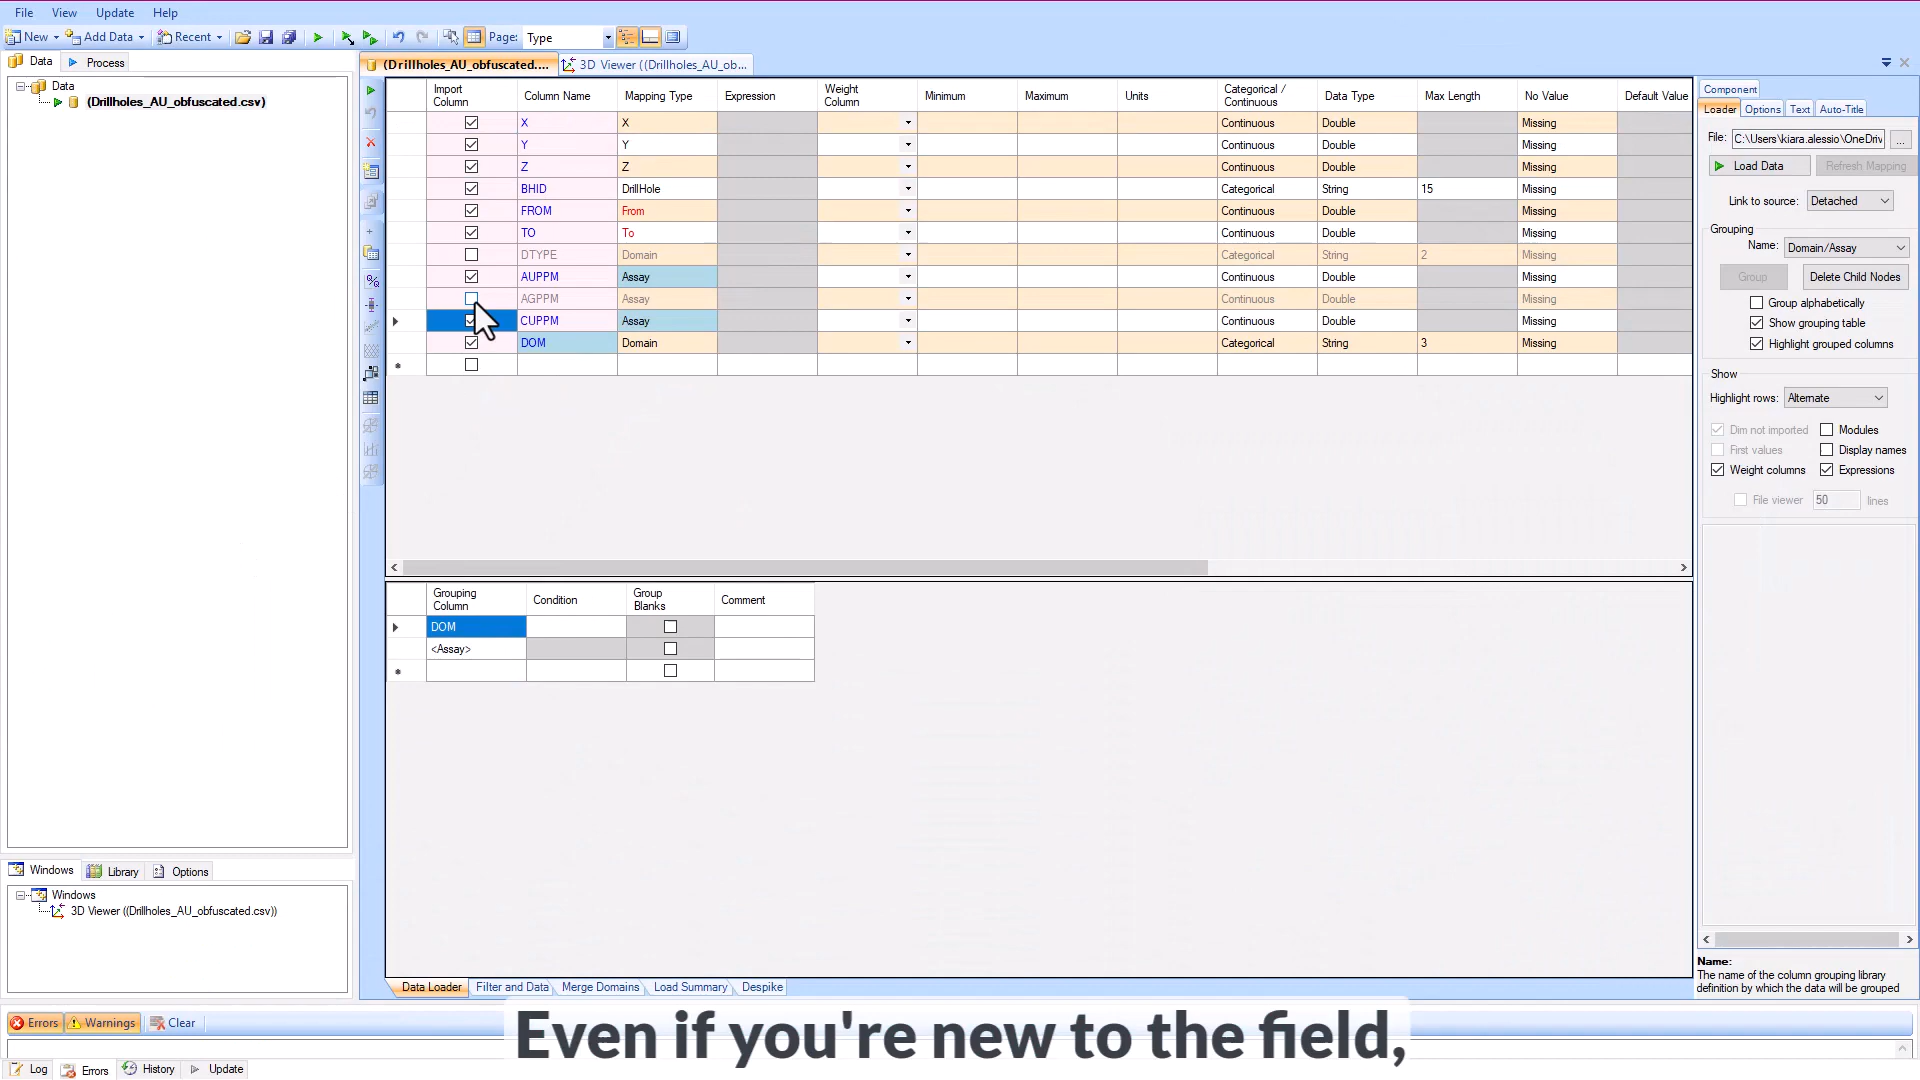 File View Update Help
New Add Data Recent Page: Type
Data Process
(Drillholes_AU_obfuscated.... 3D Viewer ((Drillholes_AU_ob...
Data
(Drillholes_AU_obfuscated.csv)
Import Column Column Name Mapping Type Expression Weight Column Minimum Maximum Units Categorical / Continuous Data Type Max Length No Value Default Value
X X Continuous Double Missing
Y Y Continuous Double Missing
Z Z Continuous Double Missing
BHID DrillHole Categorical String 15 Missing
FROM From Continuous Double Missing
TO To Continuous Double Missing
DTYPE Domain Categorical String 2 Missing
AUPPM Assay Continuous Double Missing
AGPPM Assay Continuous Double Missing
CUPPM Assay Continuous Double Missing
DOM Domain Categorical String 3 Missing
Grouping Column Condition Group Blanks Comment
DOM
<Assay>
Data Loader Filter and Data Merge Domains Load Summary Despike
Component
Loader Options Text Auto-Title
File: C:\Users\kiara.alessio\OneDriv ...
Load Data Refresh Mapping
Link to source: Detached
Grouping
Name: Domain/Assay
Group Delete Child Nodes
Group alphabetically
Show grouping table
Highlight grouped columns
Show
Highlight rows: Alternate
Dim not imported Modules
First values Display names
Weight columns Expressions
File viewer 50 lines
Name:
The name of the column grouping library
definition by which the data will be grouped
Windows Library Options
Windows
3D Viewer ((Drillholes_AU_obfuscated.csv))
Errors Warnings Clear
Even if you're new to the field,
Log Errors History Update